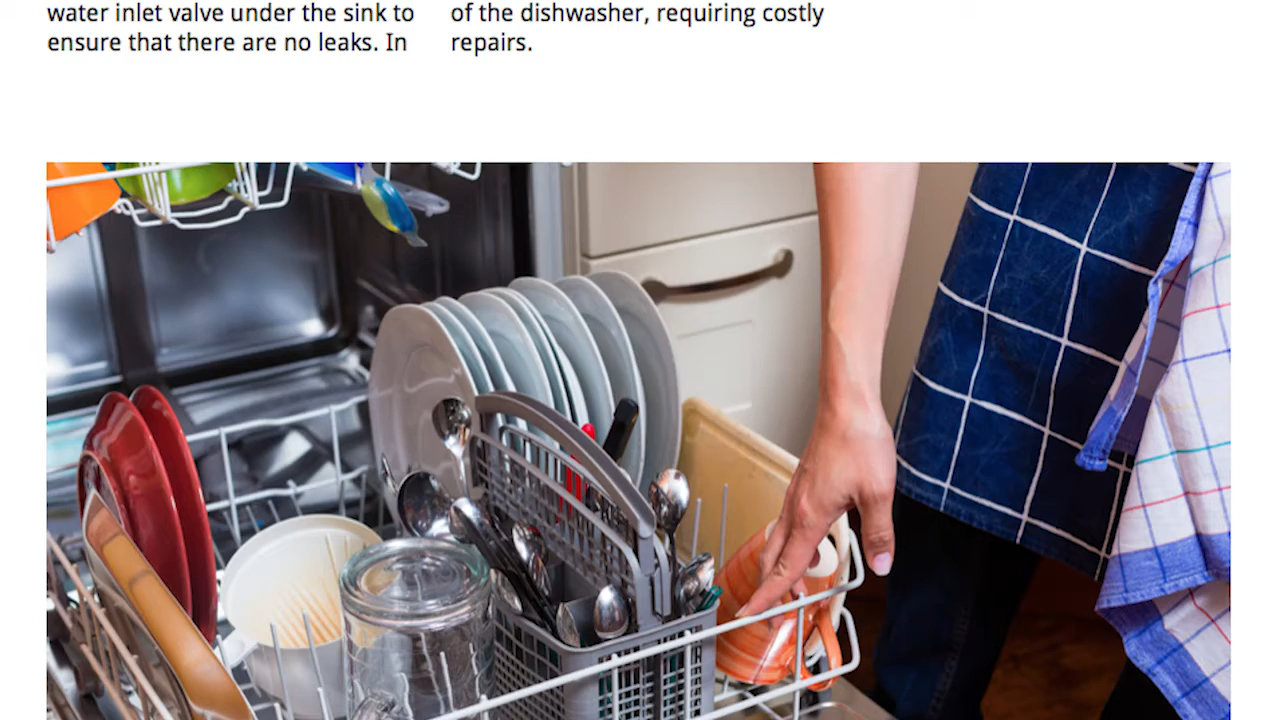 water inlet valve under the sink to
ensure that there are no leaks. In
of the dishwasher, requiring costly
repairs.